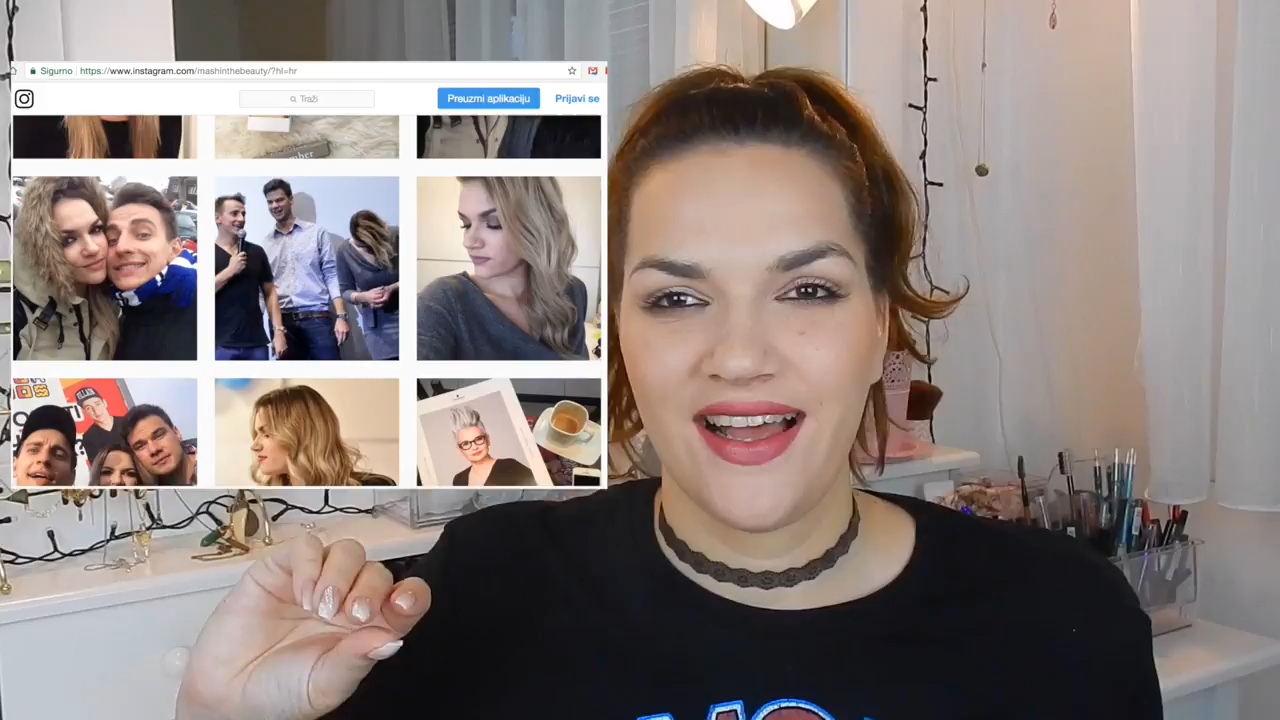 Sigurno
https://www.instagram.com/mashinthebeauty/?hl=hr
Traži
Preuzmi aplikaciju
Prijavi se